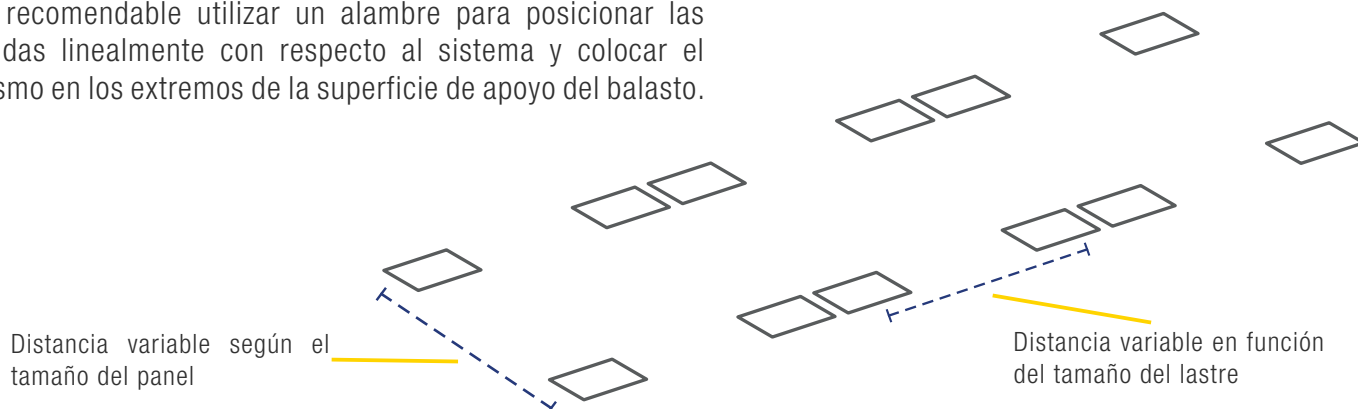 recomendable utilizar un alambre para posicionar las
das linealmente con respecto al sistema y colocar el
smo en los extremos de la superficie de apoyo del balasto.
Distancia variable según el
tamaño del panel
Distancia variable en función
del tamaño del lastre